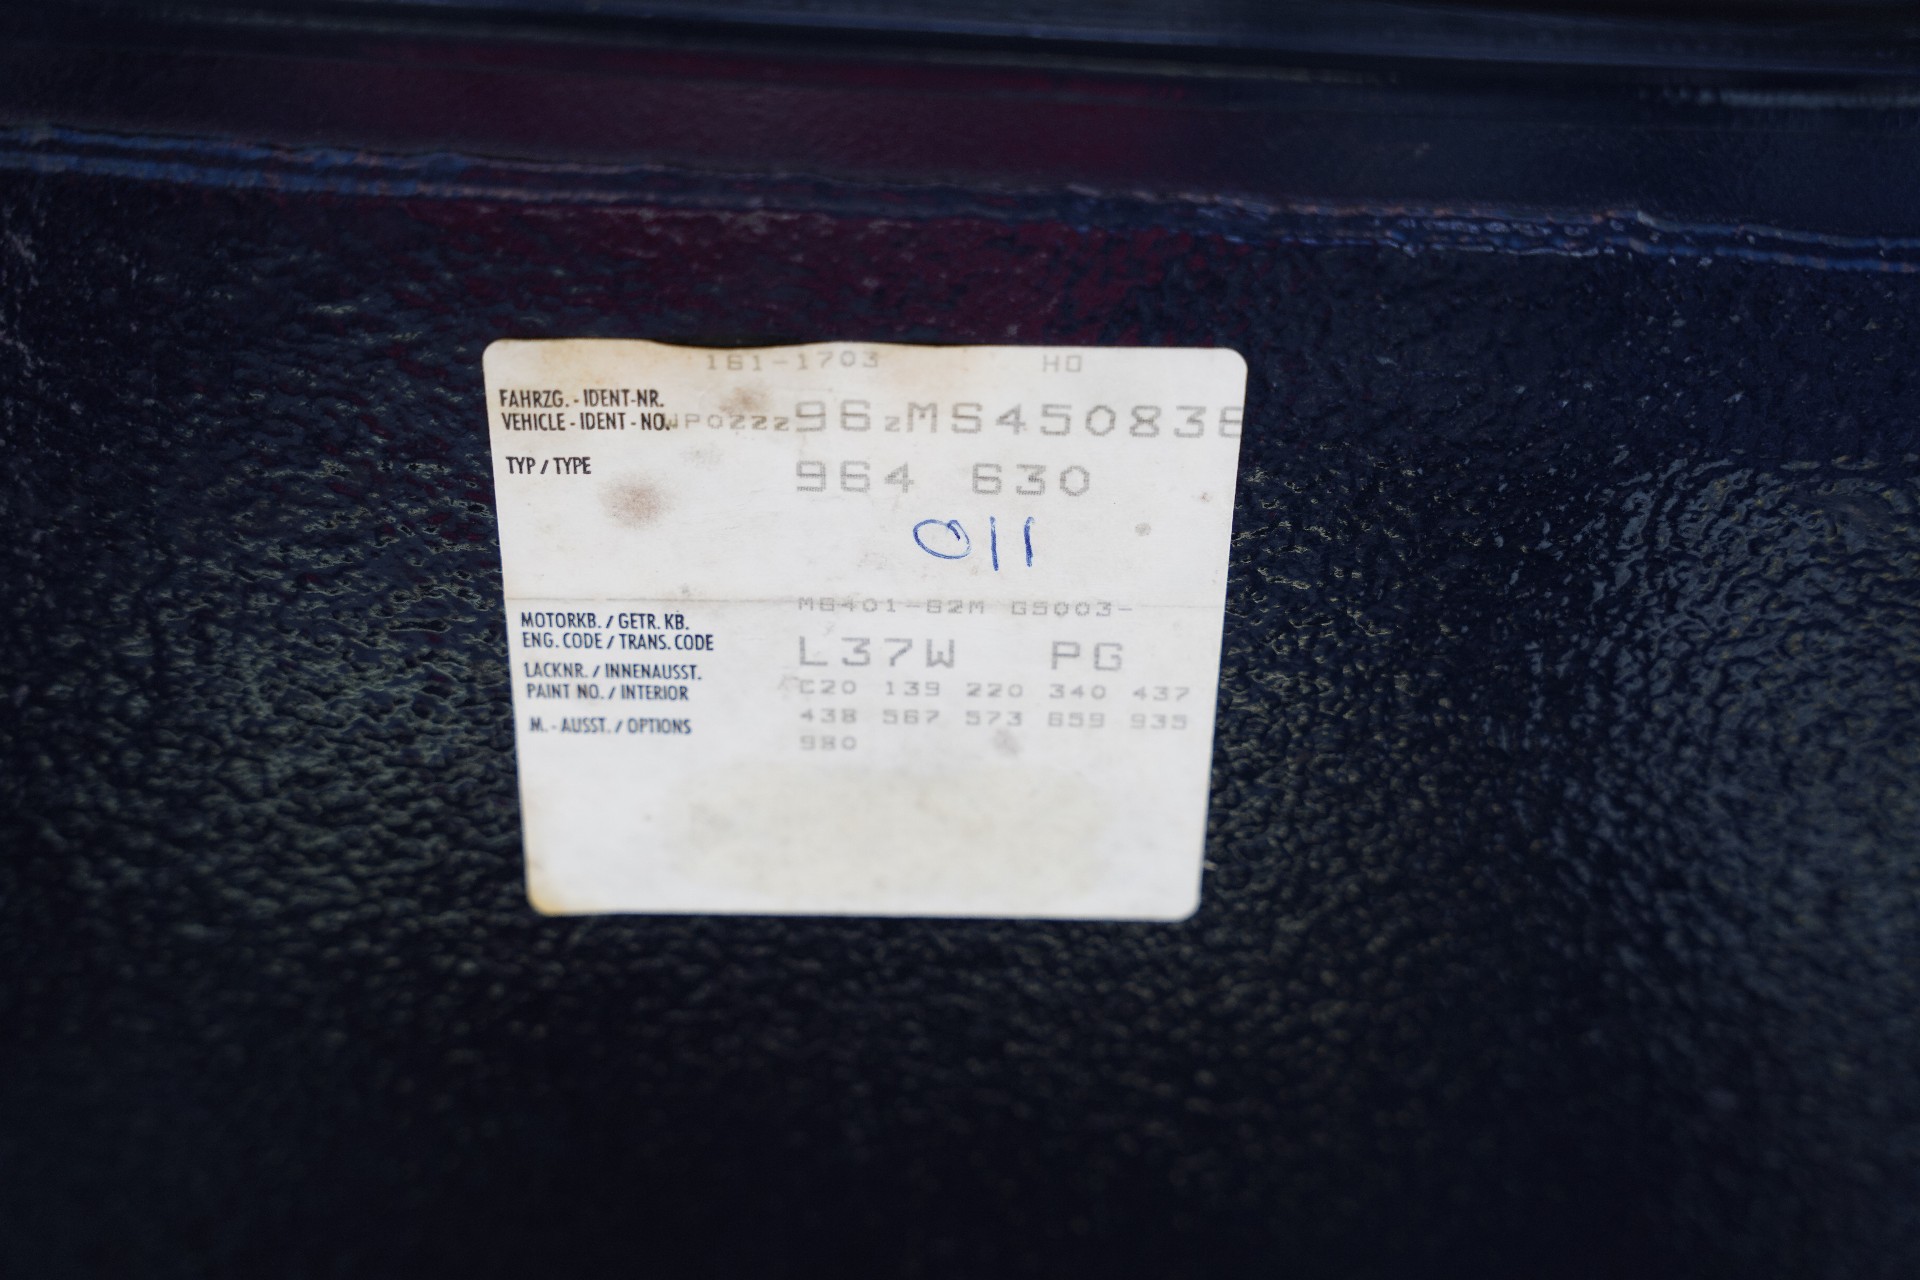 161-1703 HO
FAHRZG. - IDENT-NR.
VEHICLE - IDENT - NO. WP0ZZZ96ZMS450838
TYP / TYPE 964 630
011
M6401-62M G5003-
MOTORKB. / GETR. KB.
ENG. CODE / TRANS. CODE L37W PG
LACKNR. / INNENAUSST.
PAINT NO. / INTERIOR C20 139 220 340 437
M. - AUSST. / OPTIONS 438 567 573 659 935
980